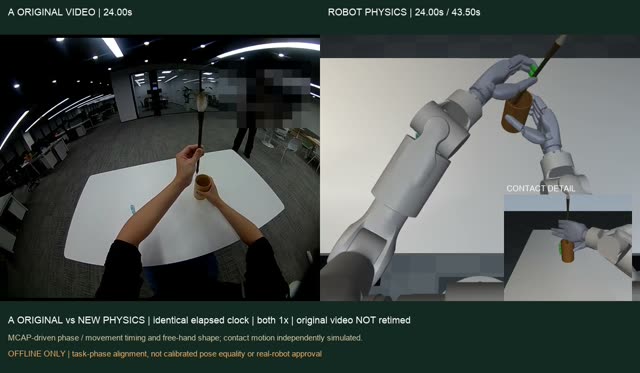 A ORIGINAL VIDEO | 24.00s
ROBOT PHYSICS | 24.00s / 43.50s
CONTACT DETAIL
A ORIGINAL vs NEW PHYSICS | identical elapsed clock | both 1x | original video NOT retimed
MCAP-driven phase / movement timing and free-hand shape; contact motion independently simulated.
OFFLINE ONLY | task-phase alignment, not calibrated pose equality or real-robot approval